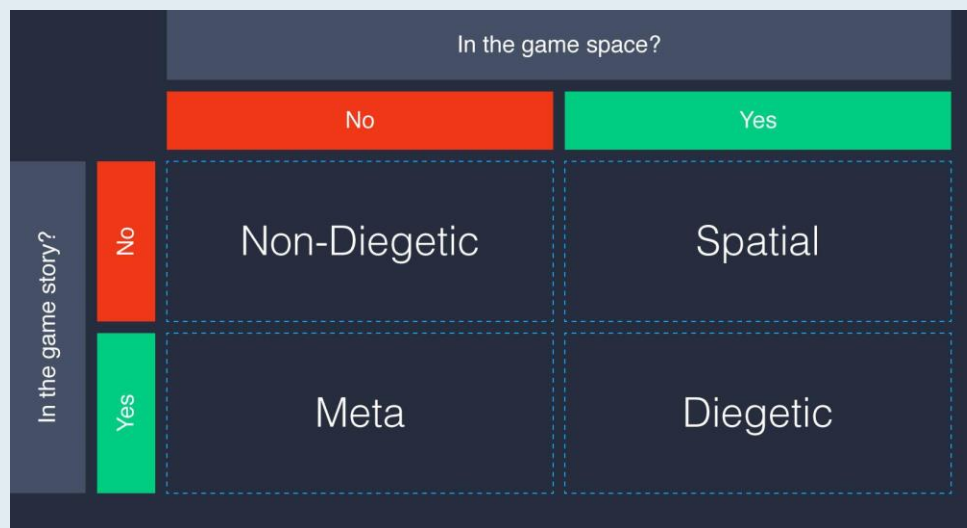 In the game space?
No
Yes
In the game story?
No
Non-Diegetic
Spatial
Yes
Meta
Diegetic